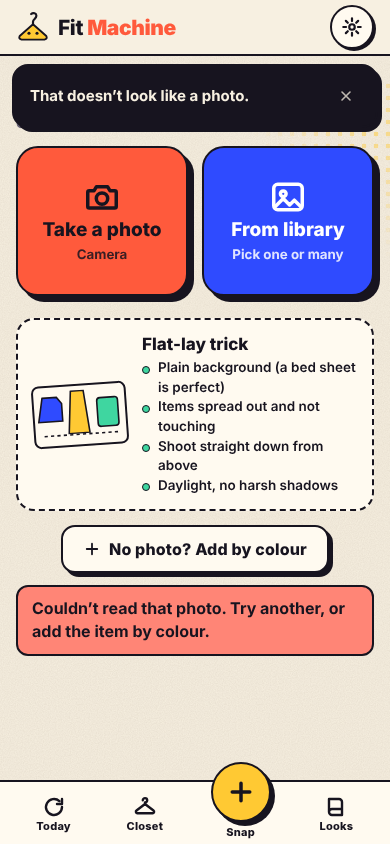 Fit Machine
That doesn’t look like a photo.
Take a photo
Camera
From library
Pick one or many
Flat-lay trick
Plain background (a bed sheet
is perfect)
Items spread out and not
touching
Shoot straight down from
above
Daylight, no harsh shadows
No photo? Add by colour
Couldn’t read that photo. Try another, or
add the item by colour.
Today
Closet
Snap
Looks